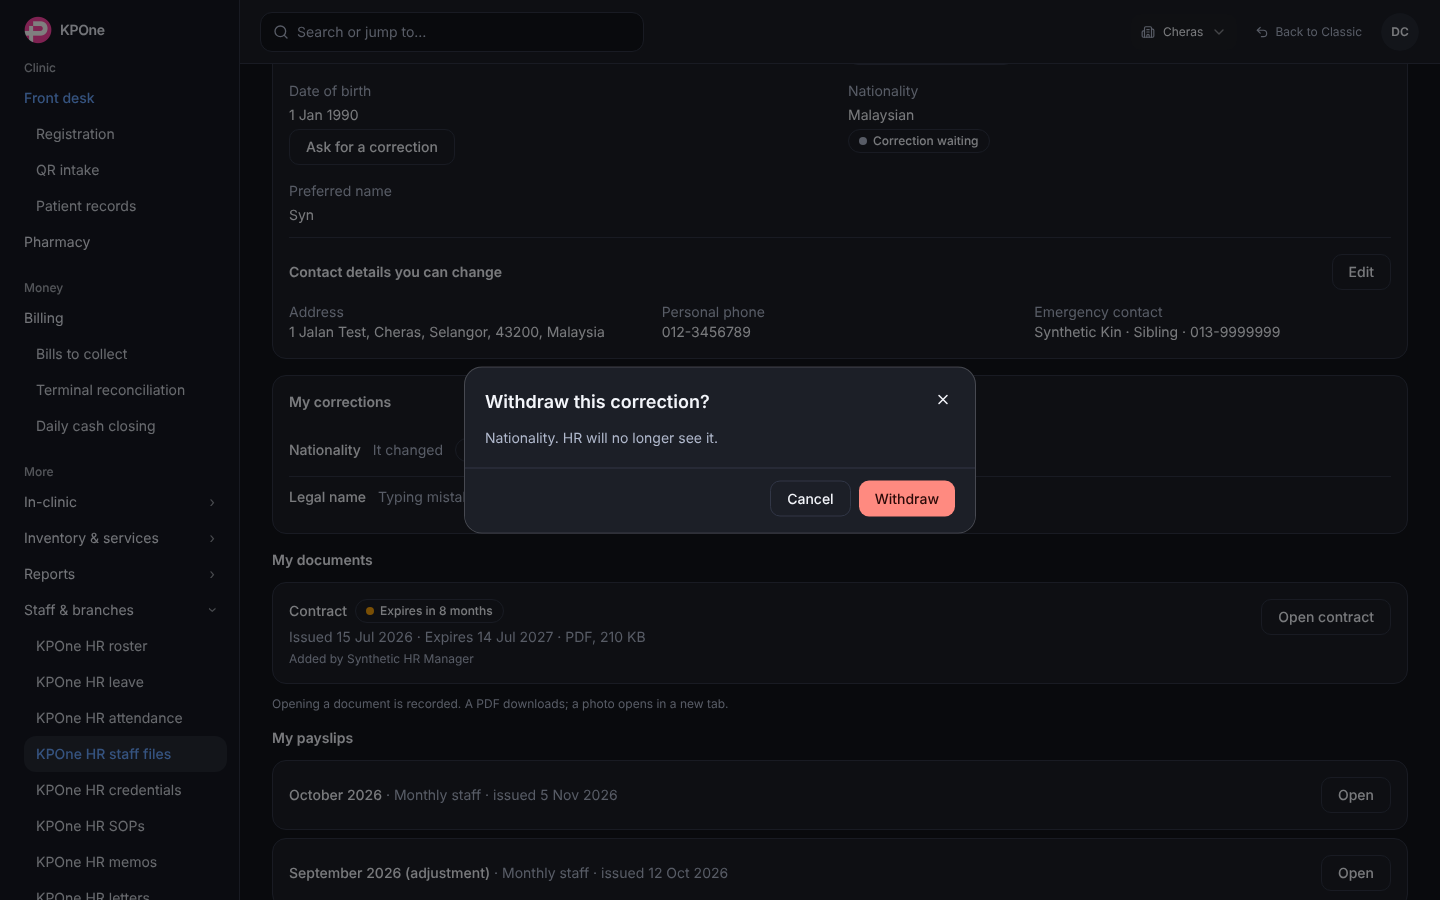 KPOne
Search or jump to...
Cheras
Back to Classic
DC
Clinic
Front desk
Registration
QR intake
Patient records
Pharmacy
Money
Billing
Bills to collect
Terminal reconciliation
Daily cash closing
More
In-clinic
Inventory & services
Reports
Staff & branches
KPOne HR roster
KPOne HR leave
KPOne HR attendance
KPOne HR staff files
KPOne HR credentials
KPOne HR SOPs
KPOne HR memos
KPOne HR letters
Date of birth
1 Jan 1990
Ask for a correction
Nationality
Malaysian
Correction waiting
Preferred name
Syn
Contact details you can change
Edit
Address
1 Jalan Test, Cheras, Selangor, 43200, Malaysia
Personal phone
012-3456789
Emergency contact
Synthetic Kin · Sibling · 013-9999999
My corrections
Nationality It changed
Legal name Typing
Withdraw this correction?
Nationality. HR will no longer see it.
Cancel
Withdraw
My documents
Contract
Expires in 8 months
Issued 15 Jul 2026 · Expires 14 Jul 2027 · PDF, 210 KB
Added by Synthetic HR Manager
Open contract
Opening a document is recorded. A PDF downloads; a photo opens in a new tab.
My payslips
October 2026 · Monthly staff · issued 5 Nov 2026
Open
September 2026 (adjustment) · Monthly staff · issued 12 Oct 2026
Open